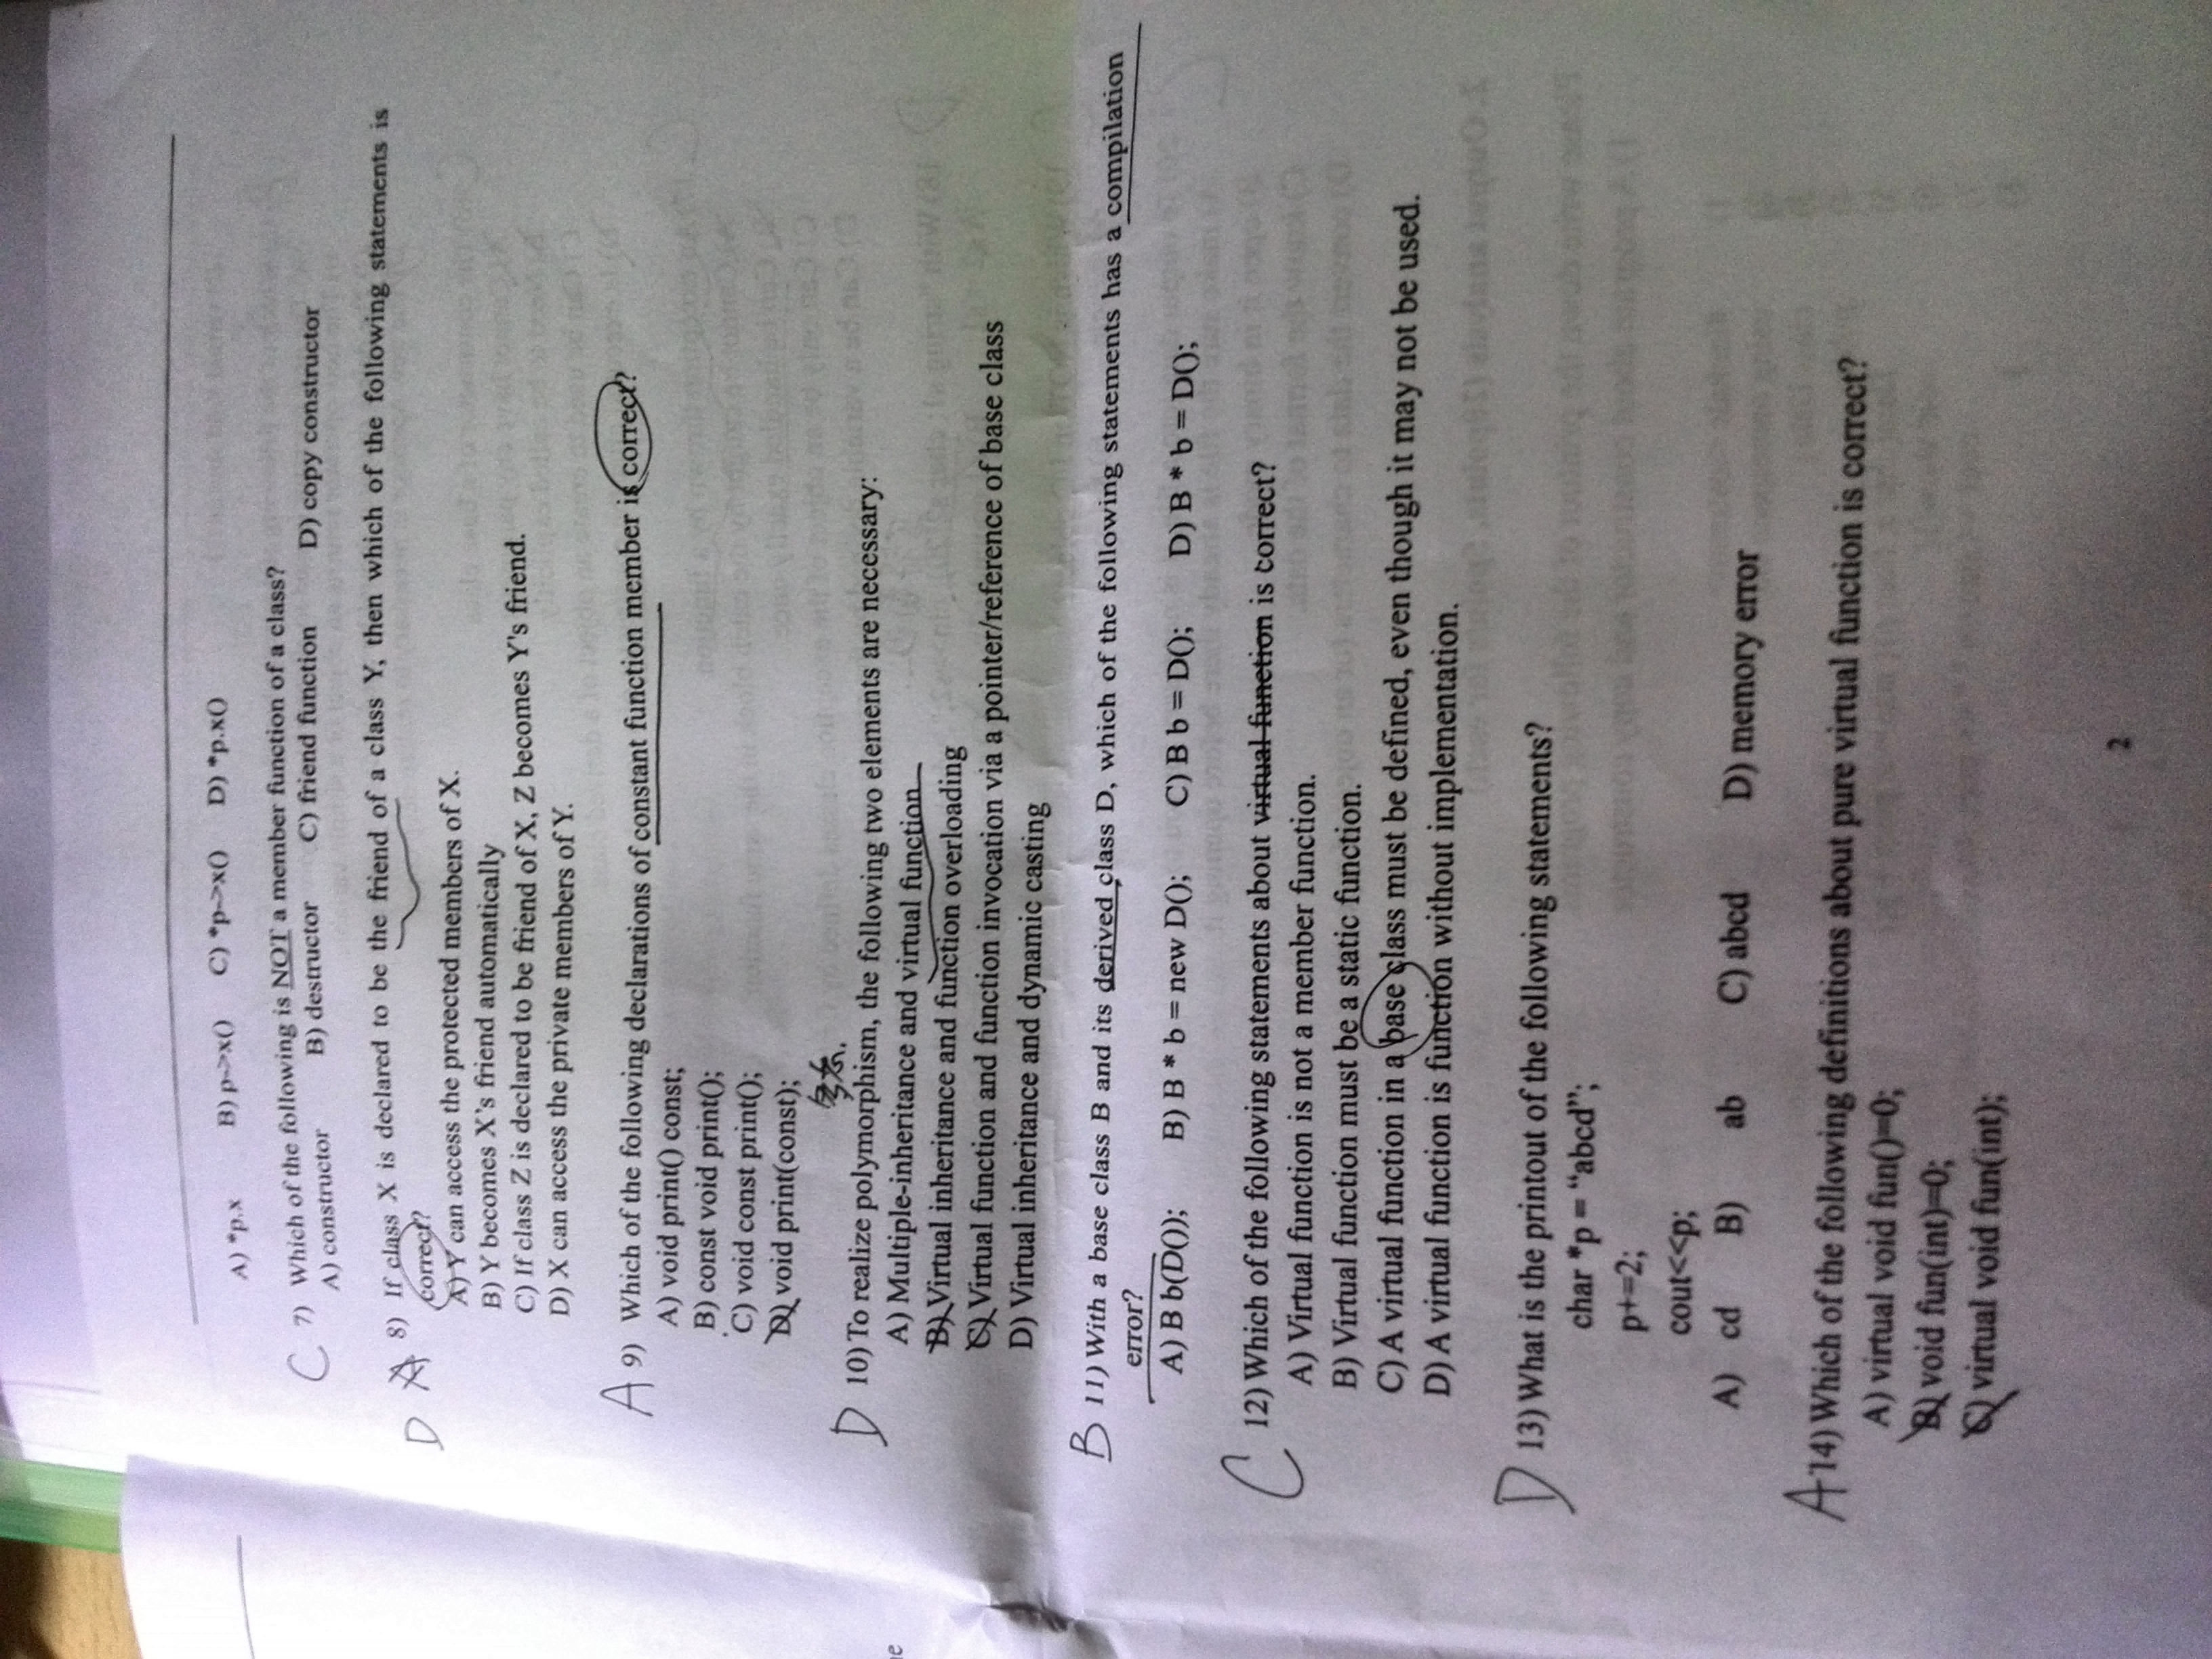 A) *p.x B) p->x() C) *p->x() D) *p.x()
C 7) Which of the following is NOT a member function of a class?
A) constructor B) destructor C) friend function D) copy constructor
D A 8) If class X is declared to be the friend of a class Y, then which of the following statements is
correct?
A) Y can access the protected members of X.
B) Y becomes X's friend automatically
C) If class Z is declared to be friend of X, Z becomes Y's friend.
D) X can access the private members of Y.
A 9) Which of the following declarations of constant function member is correct?
A) void print() const;
B) const void print();
C) void const print();
D) void print(const);
多态.
D 10) To realize polymorphism, the following two elements are necessary:
A) Multiple-inheritance and virtual function
B) Virtual inheritance and function overloading
C) Virtual function and function invocation via a pointer/reference of base class
D) Virtual inheritance and dynamic casting
B 11) With a base class B and its derived class D, which of the following statements has a compilation
error?
A) B b(D()); B) B * b = new D(); C) B b = D(); D) B * b = D();
C 12) Which of the following statements about virtual function is correct?
A) Virtual function is not a member function.
B) Virtual function must be a static function.
C) A virtual function in a base class must be defined, even though it may not be used.
D) A virtual function is function without implementation.
D 13) What is the printout of the following statements?
char *p = “abcd”;
p+=2;
cout<<p;
A) cd B) ab C) abcd D) memory error
A 14) Which of the following definitions about pure virtual function is correct?
A) virtual void fun()=0;
B) void fun(int)=0;
C) virtual void fun(int);
2